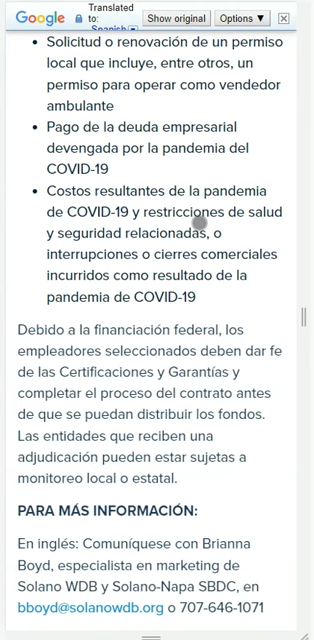 Google Translated to: Spanish Show original Options ▼
• Solicitud o renovación de un permiso
local que incluye, entre otros, un
permiso para operar como vendedor
ambulante
• Pago de la deuda empresarial
devengada por la pandemia del
COVID-19
• Costos resultantes de la pandemia
de COVID-19 y restricciones de salud
y seguridad relacionadas, o
interrupciones o cierres comerciales
incurridos como resultado de la
pandemia de COVID-19
Debido a la financiación federal, los
empleadores seleccionados deben dar fe
de las Certificaciones y Garantías y
completar el proceso del contrato antes
de que se puedan distribuir los fondos.
Las entidades que reciben una
adjudicación pueden estar sujetas a
monitoreo local o estatal.
PARA MÁS INFORMACIÓN:
En inglés: Comuníquese con Brianna
Boyd, especialista en marketing de
Solano WDB y Solano-Napa SBDC, en
bboyd@solanowdb.org o 707-646-1071